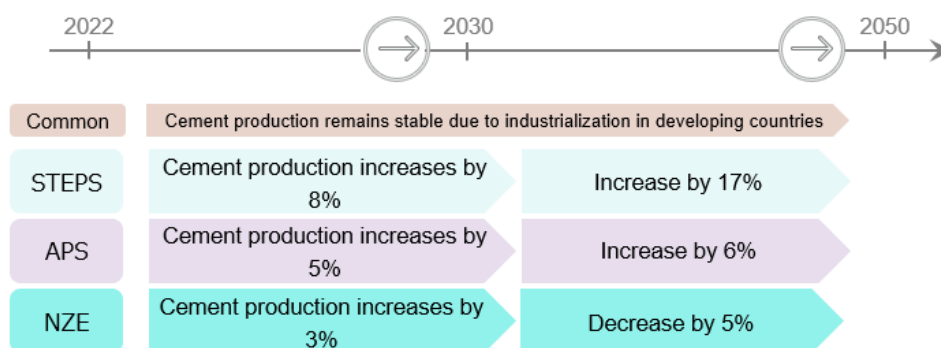 2022
2030
2050
Common
Cement production remains stable due to industrialization in developing countries
STEPS
Cement production increases by
8%
Increase by 17%
APS
Cement production increases by
5%
Increase by 6%
NZE
Cement production increases by
3%
Decrease by 5%